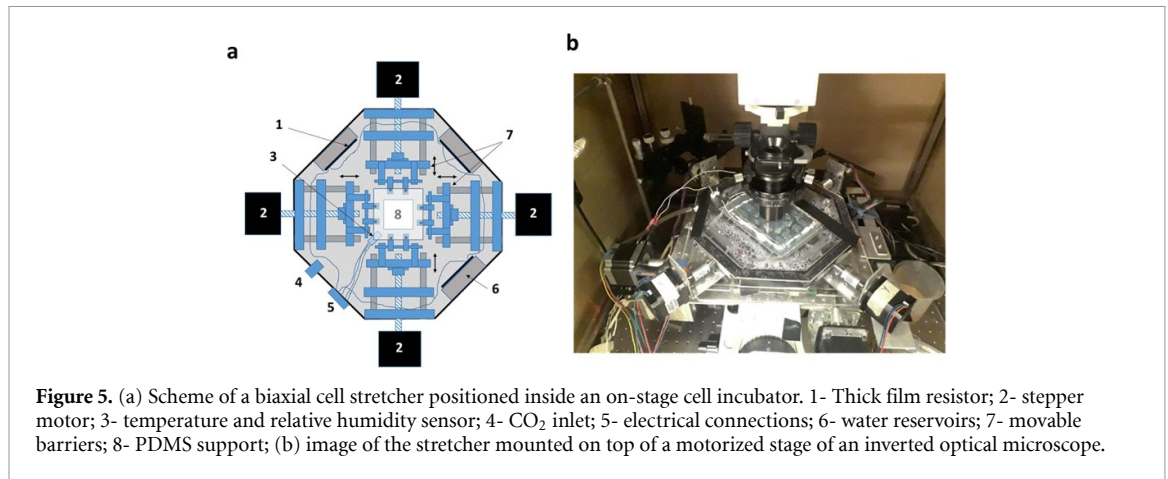 a
b
2
1
7
3
2
8
2
4
6
5
2
Figure 5. (a) Scheme of a biaxial cell stretcher positioned inside an on-stage cell incubator. 1- Thick film resistor; 2- stepper
motor; 3- temperature and relative humidity sensor; 4- CO₂ inlet; 5- electrical connections; 6- water reservoirs; 7- movable
barriers; 8- PDMS support; (b) image of the stretcher mounted on top of a motorized stage of an inverted optical microscope.